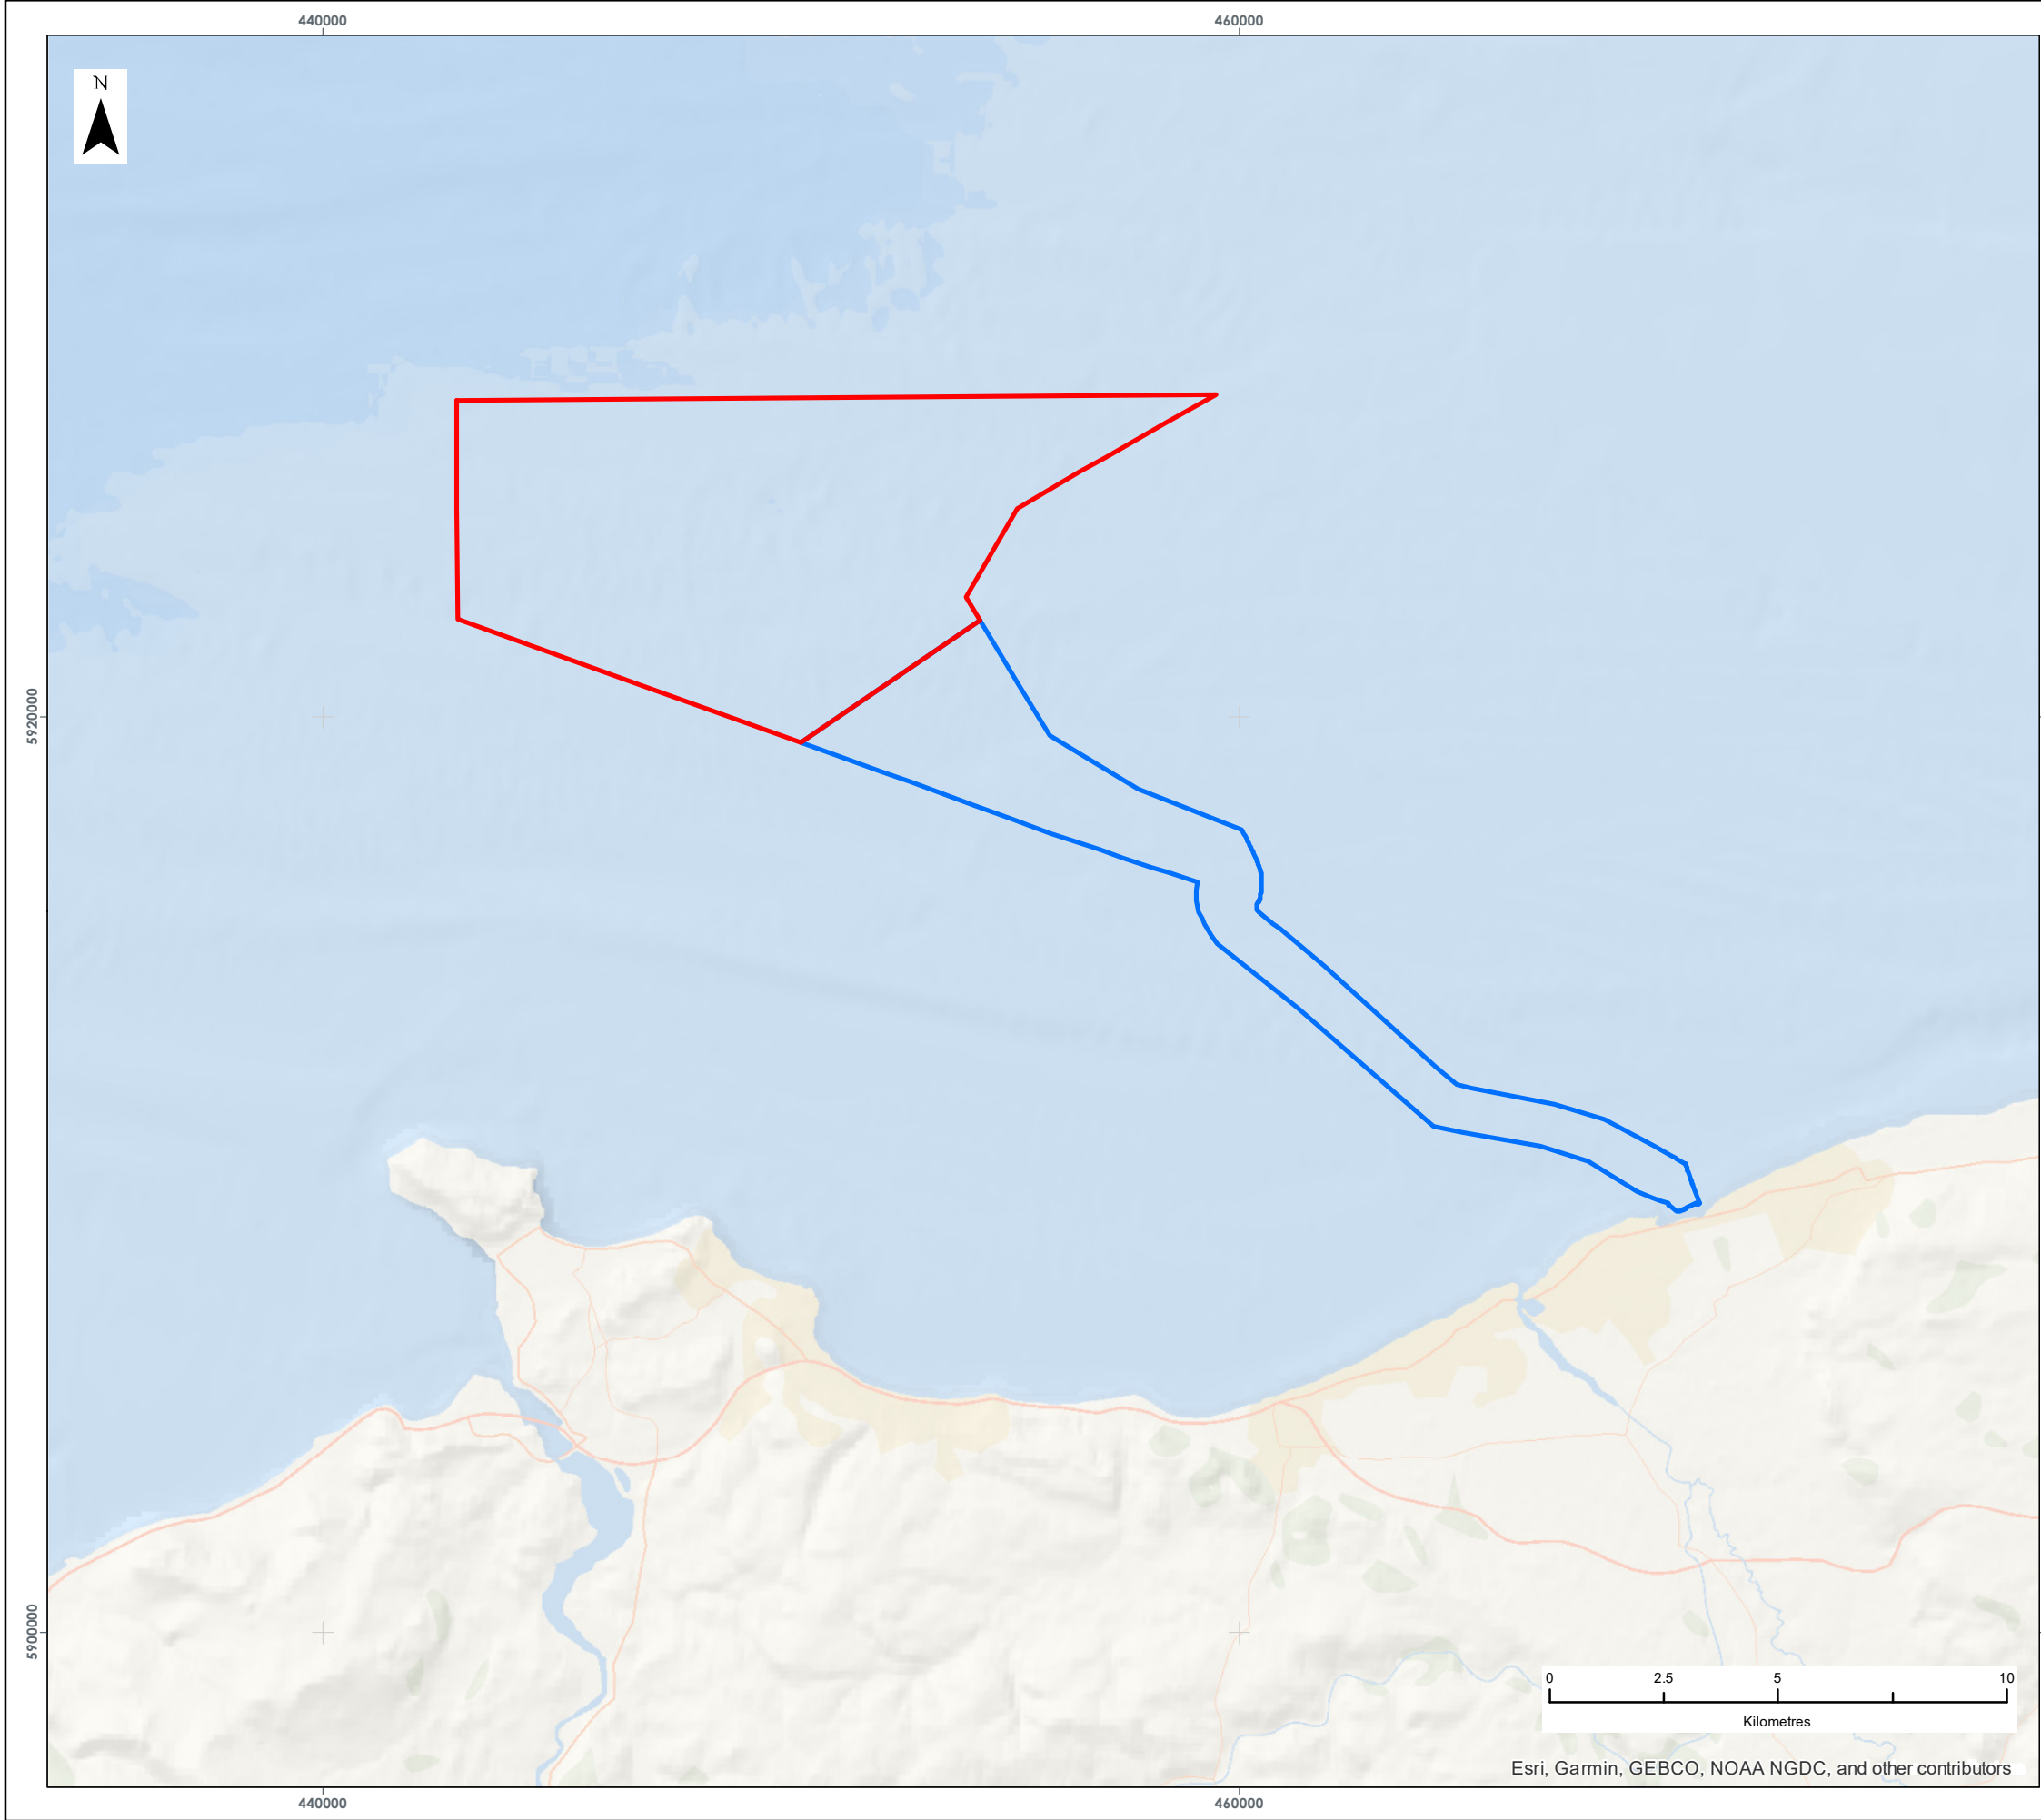 440000 460000
N
5920000
5900000
0 2.5 5 10
Kilometres
Esri, Garmin, GEBCO, NOAA NGDC, and other contributors
440000 460000